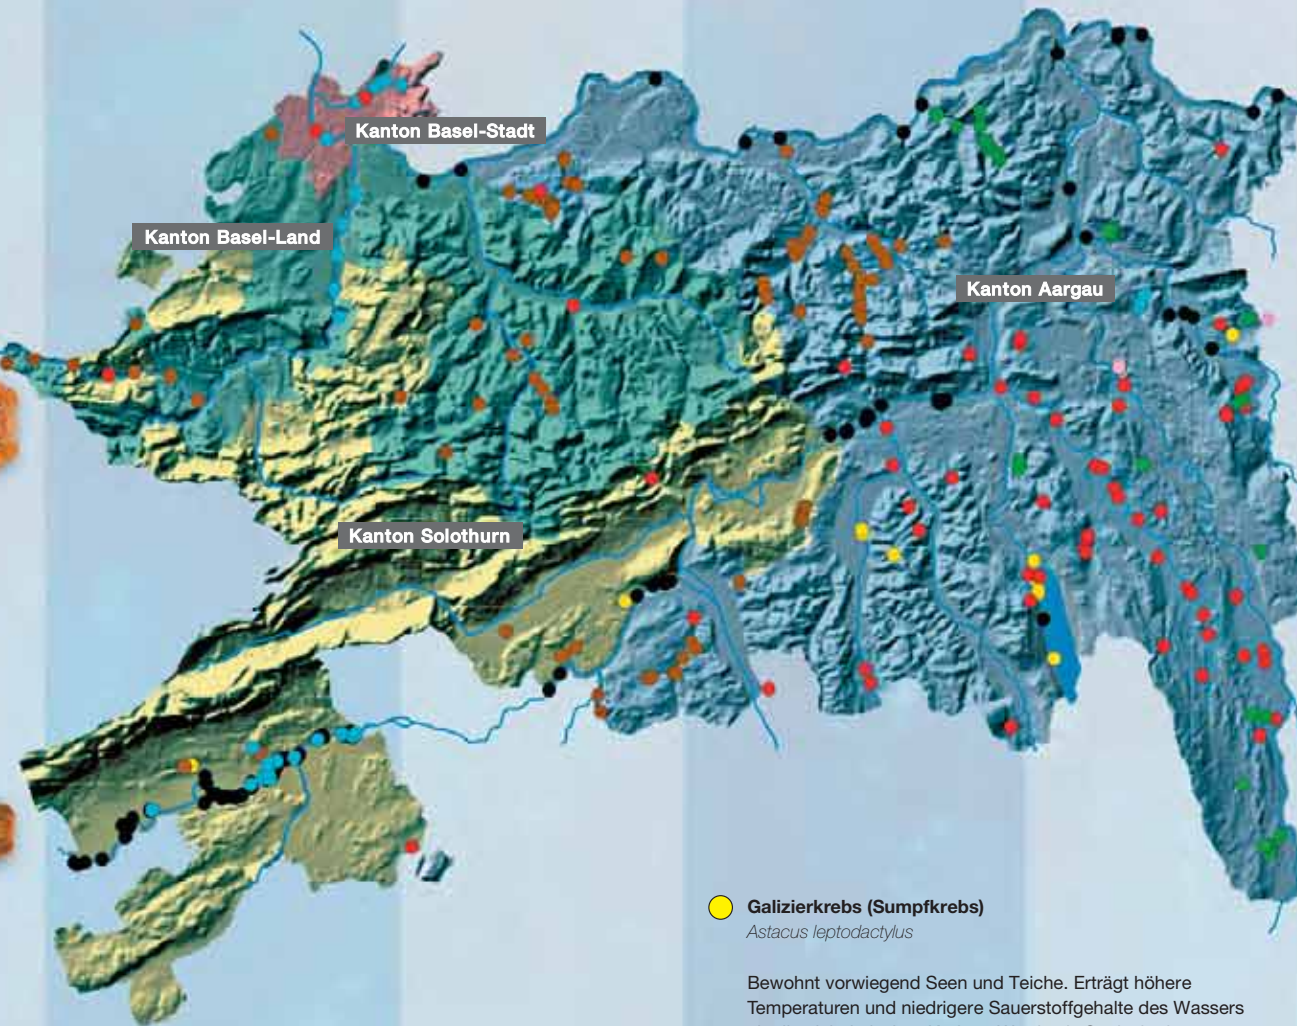 Kanton Basel-Stadt
Kanton Basel-Land
Kanton Aargau
Kanton Solothurn
Galizierkrebs (Sumpfkrebs)
Astacus leptodactylus
Bewohnt vorwiegend Seen und Teiche. Erträgt höhere
Temperaturen und niedrigere Sauerstoffgehalte des Wassers